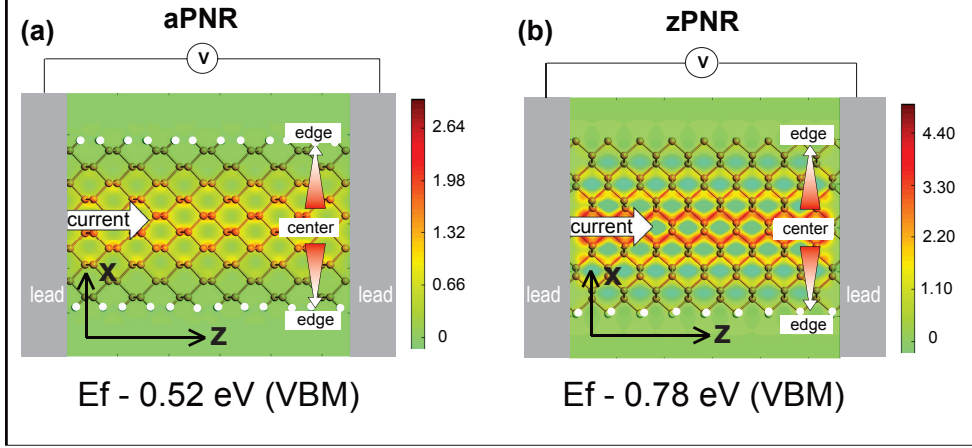 aPNR
(a)
V
lead
edge
current
center
edge
X
Z
lead
2.64
1.98
1.32
0.66
0
Ef - 0.52 eV (VBM)
zPNR
(b)
V
lead
edge
current
center
edge
X
Z
lead
4.40
3.30
2.20
1.10
0
Ef - 0.78 eV (VBM)